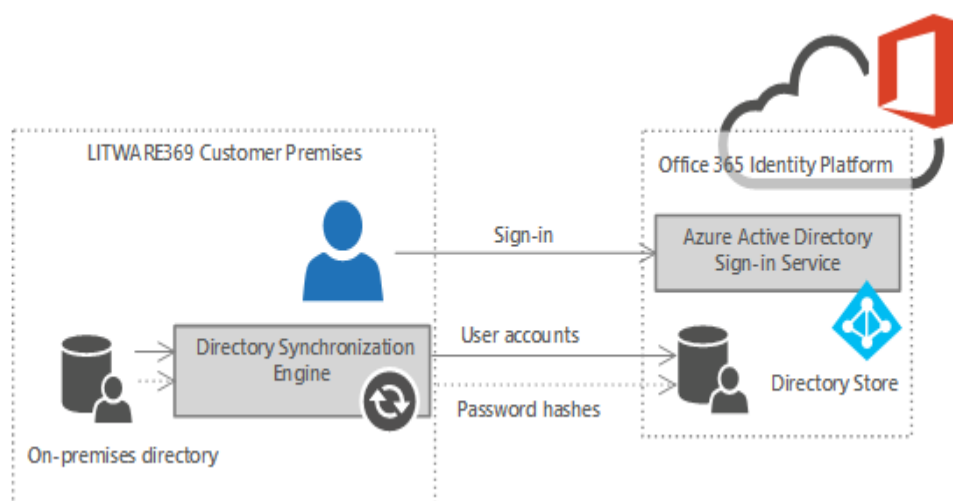 LITWARE369 Customer Premises
Office 365 Identity Platform
Sign-in
Azure Active Directory
Sign-in Service
Directory Synchronization
Engine
User accounts
Directory Store
Password hashes
On-premises directory